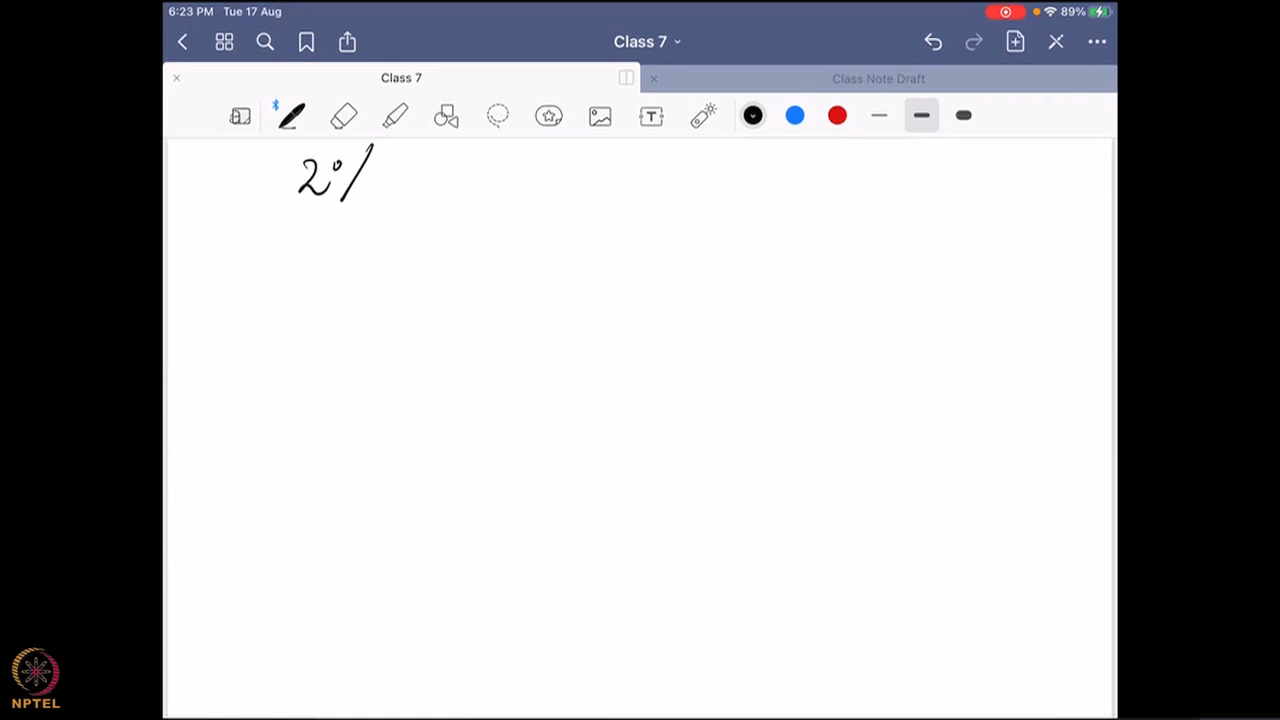 6:23 PM Tue 17 Aug
89%
Class 7
Class 7
Class Note Draft
T
2°/
NPTEL